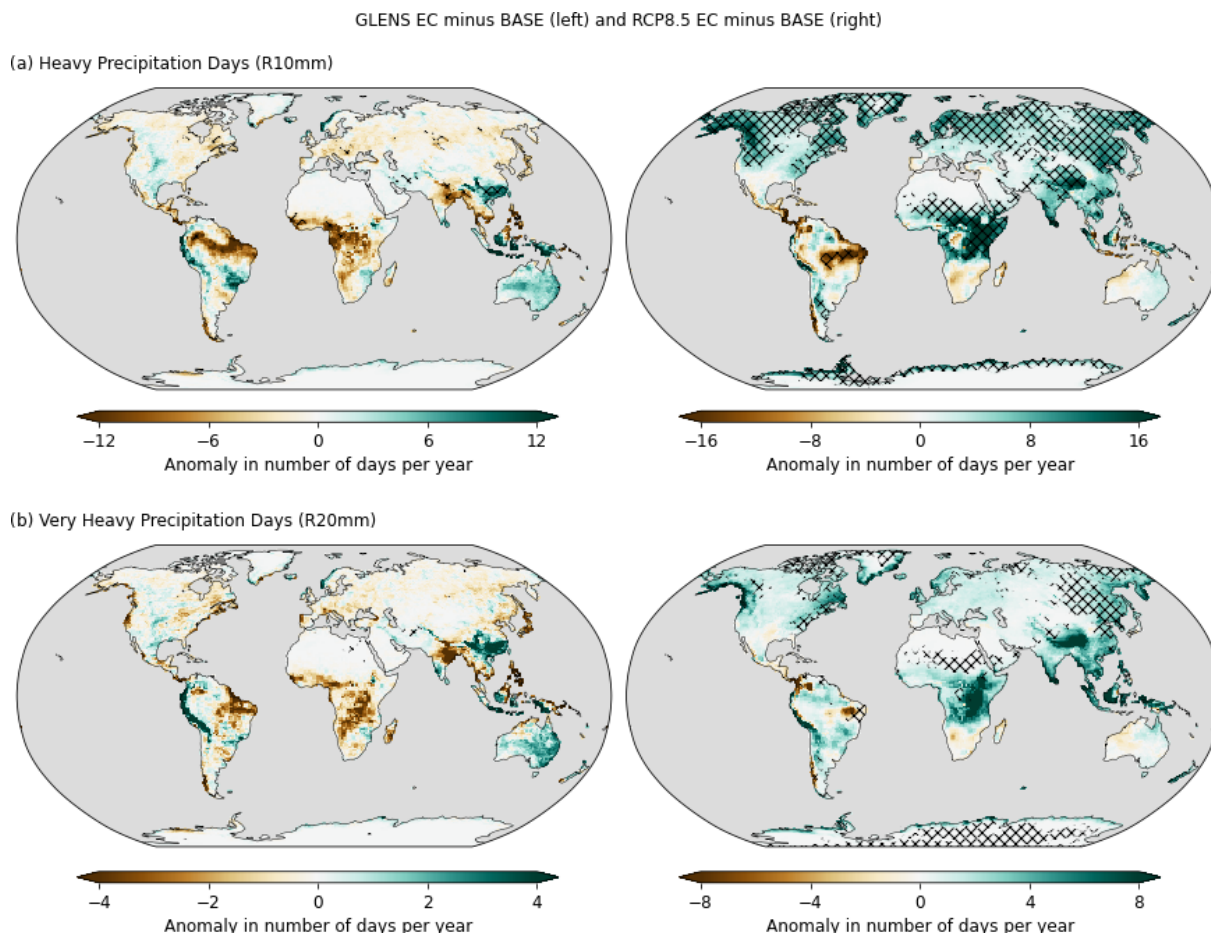 GLENS EC minus BASE (left) and RCP8.5 EC minus BASE (right)
(a) Heavy Precipitation Days (R10mm)
−12 −6 0 6 12
Anomaly in number of days per year
−16 −8 0 8 16
Anomaly in number of days per year
(b) Very Heavy Precipitation Days (R20mm)
−4 −2 0 2 4
Anomaly in number of days per year
−8 −4 0 4 8
Anomaly in number of days per year